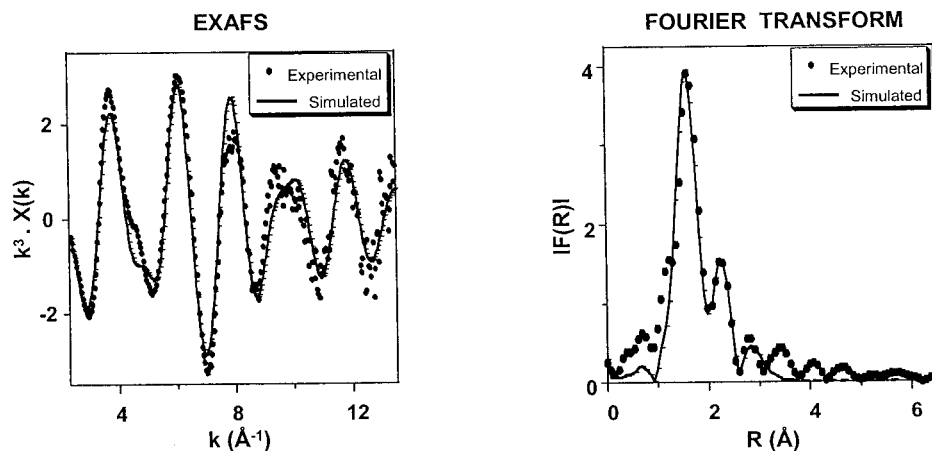 EXAFS
Experimental
Simulated
2
0
-2
k³ . X(k)
4
8
12
k (Å⁻¹)
FOURIER TRANSFORM
Experimental
Simulated
4
2
0
|F(R)|
0
2
4
6
R (Å)